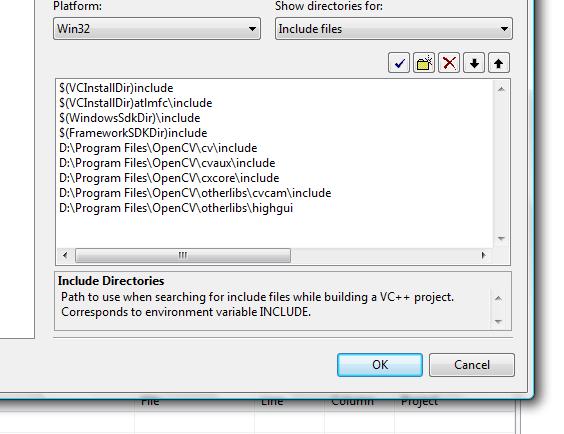 Platform:
Show directories for:
Win32
Include files
$(VCInstallDir)include
$(VCInstallDir)atlmfc\include
$(WindowsSdkDir)\include
$(FrameworkSDKDir)include
D:\Program Files\OpenCV\cv\include
D:\Program Files\OpenCV\cvaux\include
D:\Program Files\OpenCV\cxcore\include
D:\Program Files\OpenCV\otherlibs\cvcam\include
D:\Program Files\OpenCV\otherlibs\highgui
Include Directories
Path to use when searching for include files while building a VC++ project.
Corresponds to environment variable INCLUDE.
OK
Cancel
File
Line
Column
Project